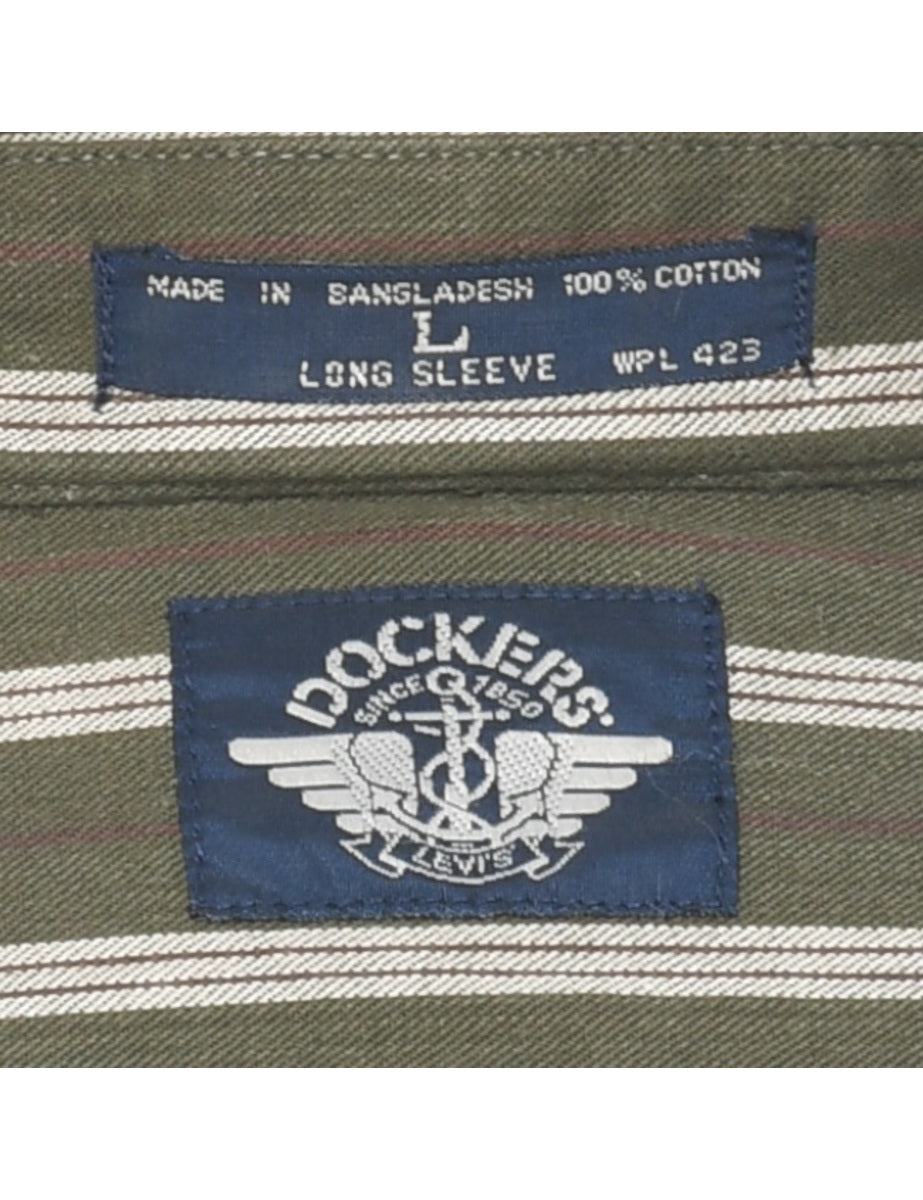 MADE IN BANGLADESH 100% COTTON
L
LONG SLEEVE WPL 423
DOCKERS
SINCE 1850
LEVI'S